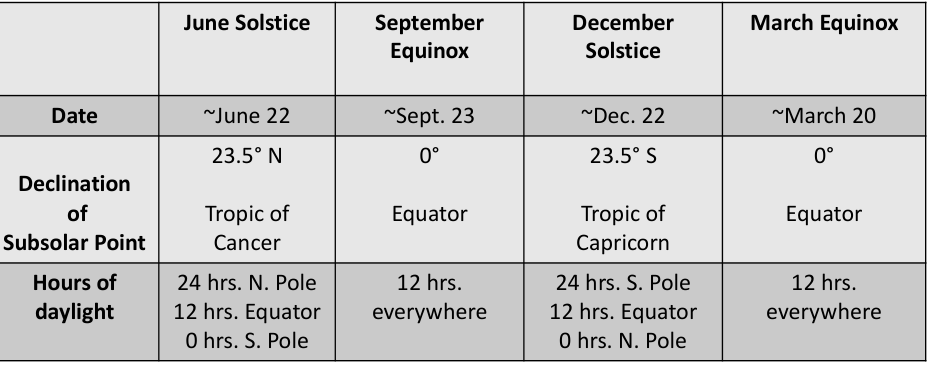 June Solstice
September
Equinox
December
Solstice
March Equinox
Date
~June 22
~Sept. 23
~Dec. 22
~March 20
Declination
of
Subsolar Point
23.5° N
Tropic of
Cancer
0°
Equator
23.5° S
Tropic of
Capricorn
0°
Equator
Hours of
daylight
24 hrs. N. Pole
12 hrs. Equator
0 hrs. S. Pole
12 hrs.
everywhere
24 hrs. S. Pole
12 hrs. Equator
0 hrs. N. Pole
12 hrs.
everywhere